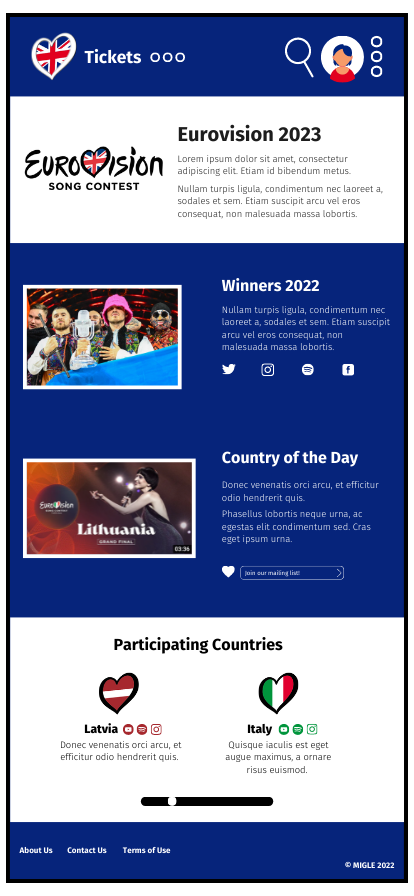 Tickets
Eurovision 2023
EUROVISION
SONG CONTEST
Lorem ipsum dolor sit amet, consectetur
adipiscing elit. Etiam id bibendum metus.
Nullam turpis ligula, condimentum nec laoreet a,
sodales et sem. Etiam suscipit arcu vel eros
consequat, non malesuada massa lobortis.
Winners 2022
Nullam turpis ligula, condimentum nec
laoreet a, sodales et sem. Etiam suscipit
arcu vel eros consequat, non
malesuada massa lobortis.
Country of the Day
Donec venenatis orci arcu, et efficitur
odio hendrerit quis.
Phasellus lobortis neque urna, ac
egestas elit condimentum sed. Cras
eget ipsum urna.
EUROVISION
Lithuania
GRAND FINAL
03:36
Join our mailing list!
Participating Countries
Latvia
Donec venenatis orci arcu, et
efficitur odio hendrerit quis.
Italy
Quisque iaculis est eget
augue maximus, a ornare
risus euismod.
About Us Contact Us Terms of Use
© MIGLE 2022